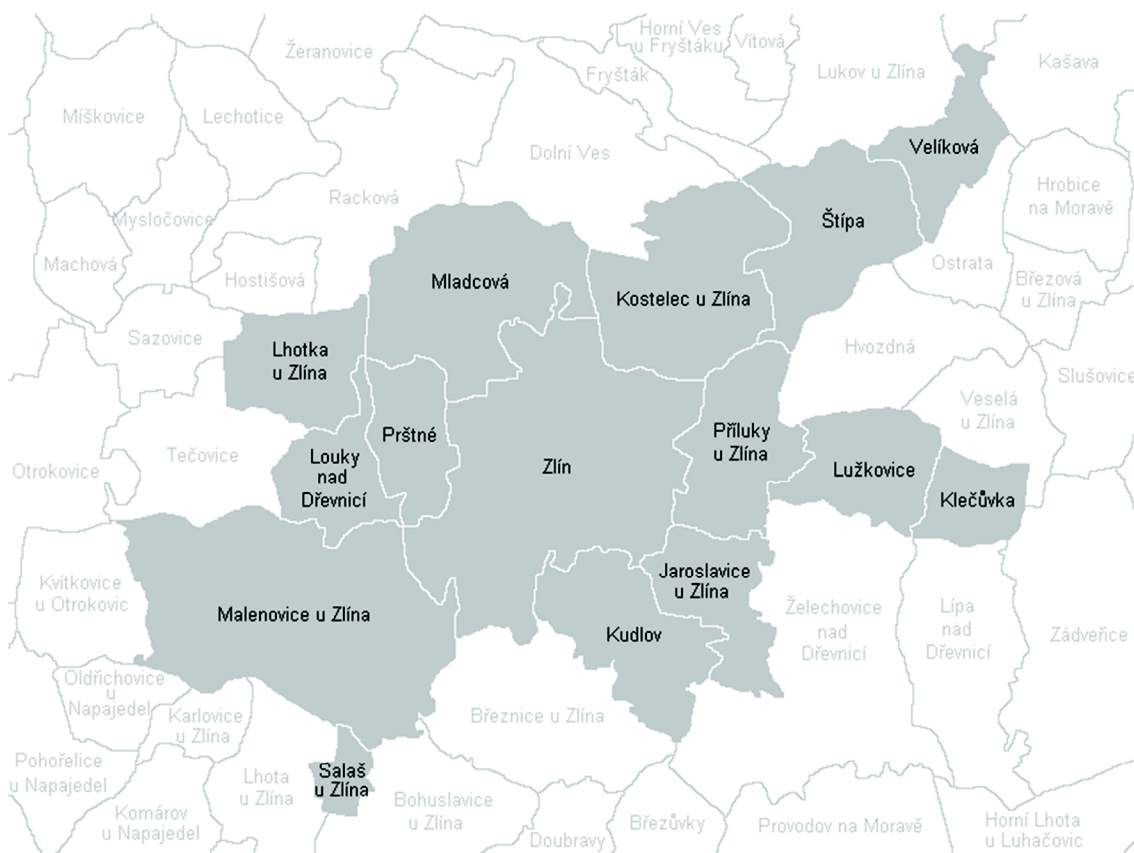 Horní Ves
u Fryštáku
Vítová
Žeranovice
Fryšták
Lukov u Zlína
Kašava
Míškovice
Lechotice
Dolní Ves
Velíková
Racková
Hrobice
na Moravě
Mysločovice
Štípa
Machová
Hostišová
Mladcová
Ostrata
Březová
u Zlína
Kostelec u Zlína
Sazovice
Lhotka
u Zlína
Hvozdná
Slušovice
Veselá
u Zlína
Prštné
Příluky
u Zlína
Tečovice
Louky
nad
Dřevnicí
Zlín
Lužkovice
Otrokovice
Klečůvka
Kvítkovice
u Otrokovic
Jaroslavice
u Zlína
Malenovice u Zlína
Kudlov
Želechovice
nad
Dřevnicí
Lípa
nad
Dřevnicí
Zádveřice
Oldřichovice
u
Napajedel
Karlovice
u Zlína
Březnice u Zlína
Pohořelice
u Napajedel
Lhota
u Zlína
Salaš
u Zlína
Bohuslavice
u Zlína
Komárov
u Napajedel
Doubravy
Březůvky
Provodov na Moravě
Horní Lhota
u Luhačovic